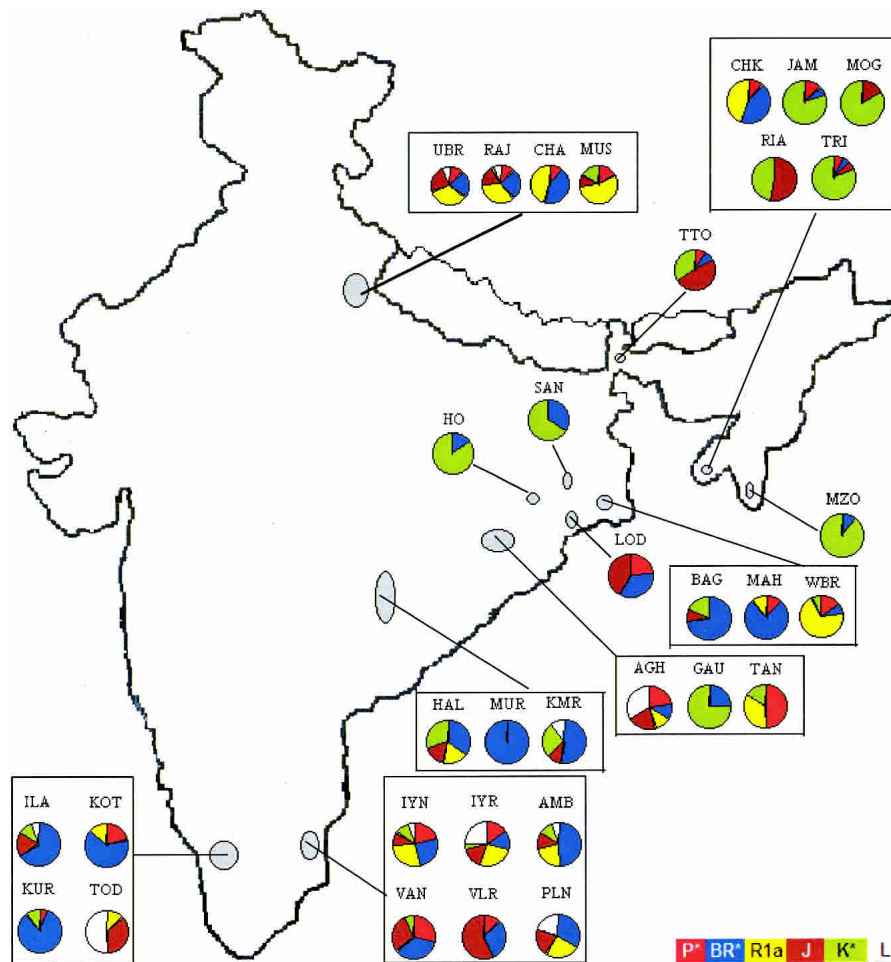 CHK JAM MOG
RIA TRI
UBR RAJ CHA MUS
TTO
SAN
HO
MZO
LOD
BAG MAH WBR
AGH GAU TAN
HAL MUR KMR
ILA KOT
KUR TOD
IYN IYR AMB
VAN VLR PLN
P* BR* R1a J K* L